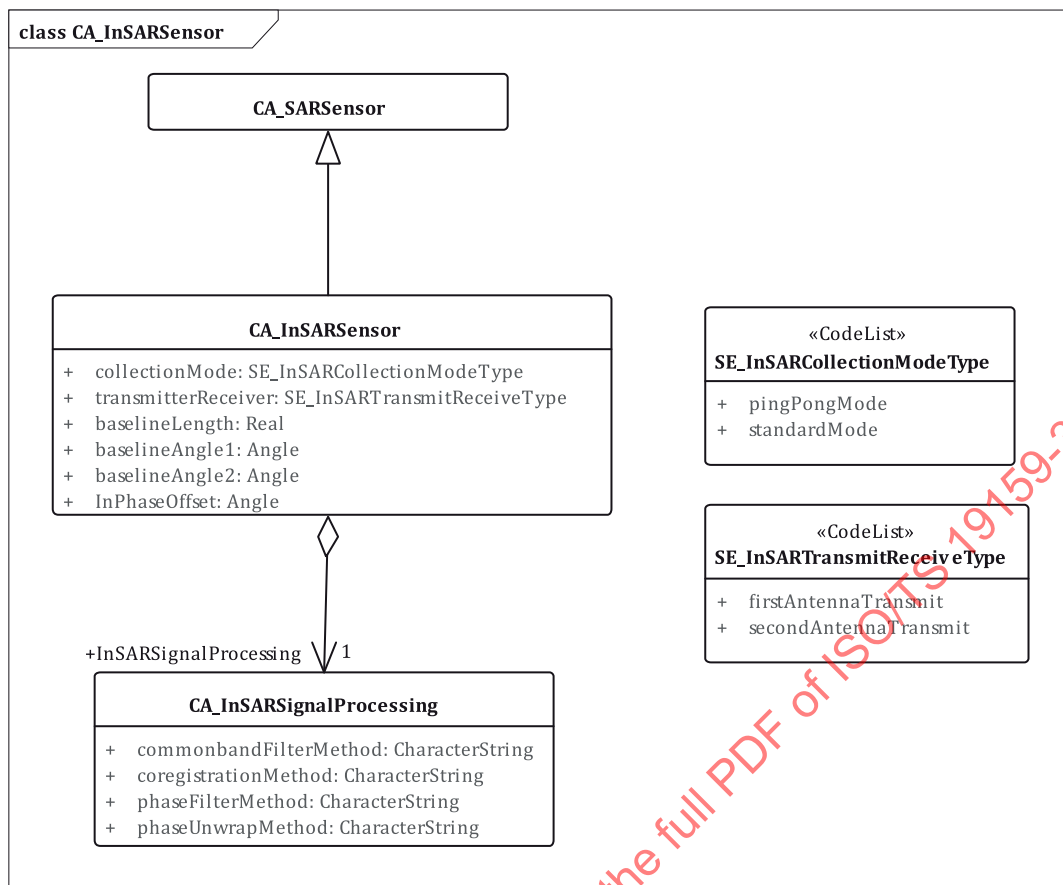 class CA_InSARSensor
CA_SARSensor
CA_InSARSensor
+ collectionMode: SE_InSARCollectionModeType
+ transmitterReceiver: SE_InSARTransmitReceiveType
+ baselineLength: Real
+ baselineAngle1: Angle
+ baselineAngle2: Angle
+ InPhaseOffset: Angle
+InSARSignalProcessing 1
CA_InSARSignalProcessing
+ commonbandFilterMethod: CharacterString
+ coregistrationMethod: CharacterString
+ phaseFilterMethod: CharacterString
+ phaseUnwrapMethod: CharacterString
«CodeList»
SE_InSARCollectionModeType
+ pingPongMode
+ standardMode
«CodeList»
SE_InSARTransmitReceiveType
+ firstAntennaTransmit
+ secondAntennaTransmit
the full PDF of ISO/TS 19159-